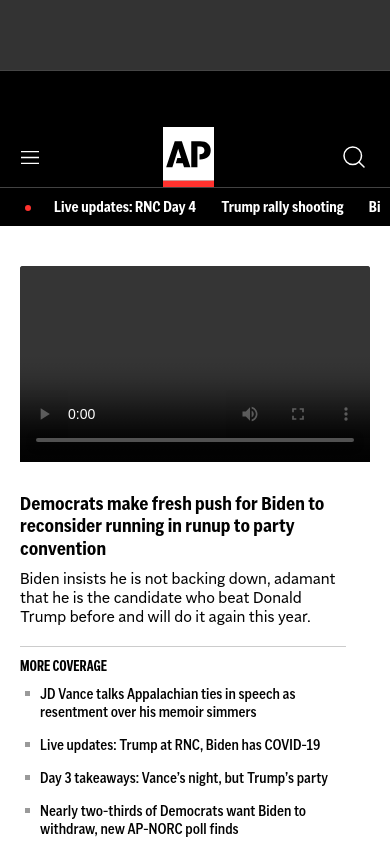 AP
Live updates: RNC Day 4 Trump rally shooting Bi
0:00
Democrats make fresh push for Biden to
reconsider running in runup to party
convention
Biden insists he is not backing down, adamant
that he is the candidate who beat Donald
Trump before and will do it again this year.
MORE COVERAGE
JD Vance talks Appalachian ties in speech as
resentment over his memoir simmers
Live updates: Trump at RNC, Biden has COVID-19
Day 3 takeaways: Vance’s night, but Trump’s party
Nearly two-thirds of Democrats want Biden to
withdraw, new AP-NORC poll finds